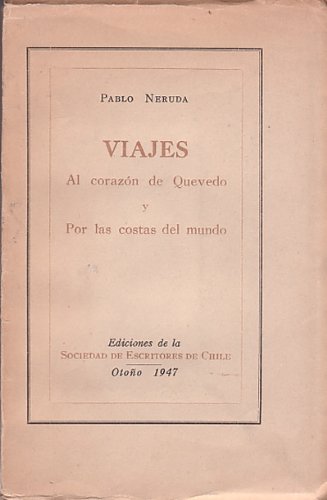 PABLO NERUDA
VIAJES
Al corazón de Quevedo
y
Por las costas del mundo
Ediciones de la
SOCIEDAD DE ESCRITORES DE CHILE
Otoño 1947